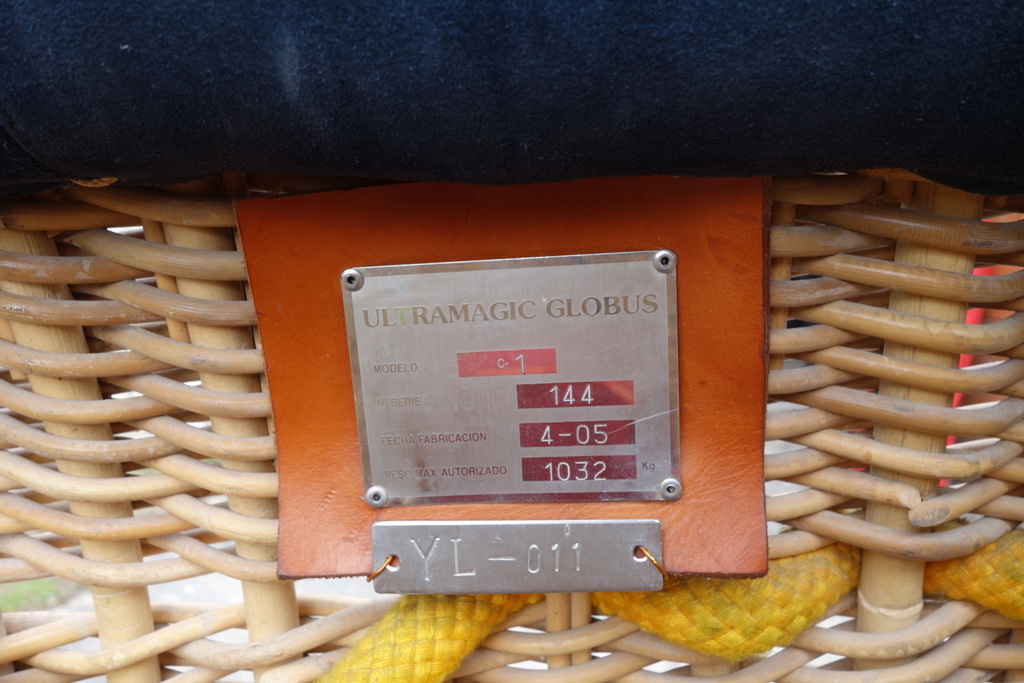 ULTRAMAGIC GLOBUS
MODELO C-1
Nº SERIE 144
FECHA FABRICACION 4-05
PESO MAX AUTORIZADO 1032 Kg
YL-011